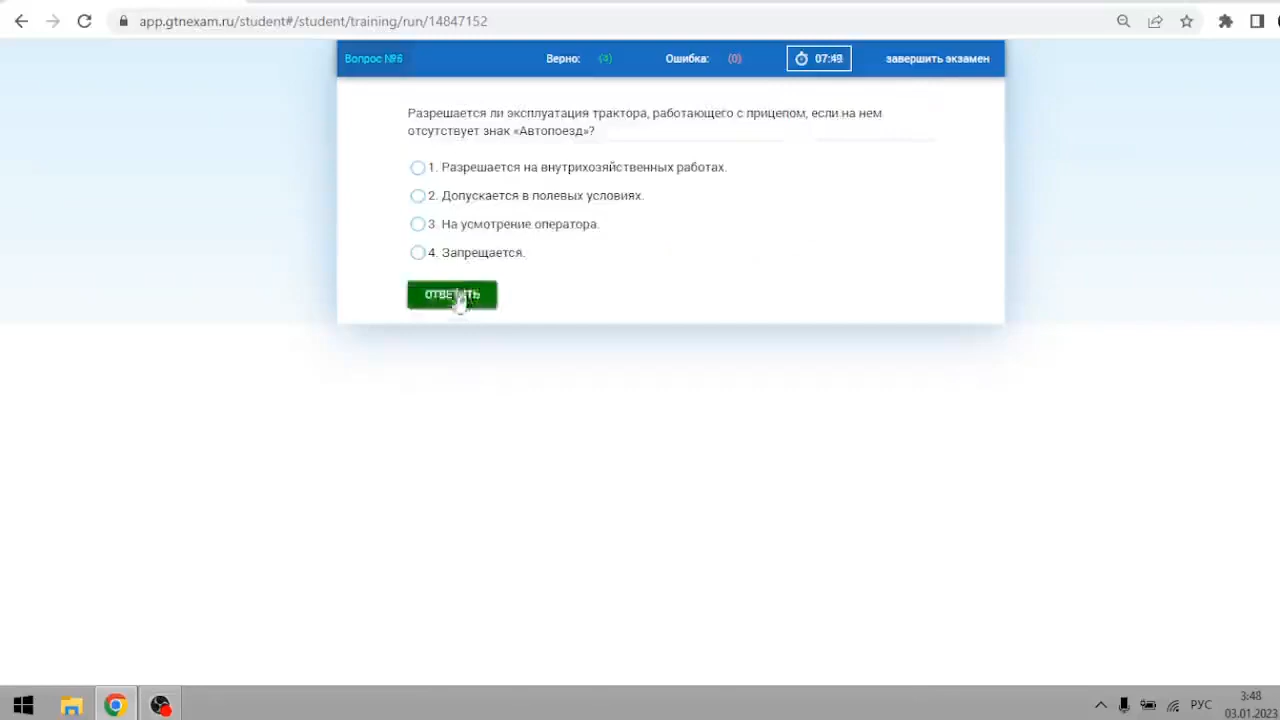 app.gtnexam.ru/student#/student/training/run/14847152
Вопрос №6 Верно: Ошибка: (0) 07:49 завершить экзамен
Разрешается ли эксплуатация трактора, работающего с прицепом, если на нем
отсутствует знак «Автопоезд»?
1. Разрешается на внутрихозяйственных работах.
2. Допускается в полевых условиях.
3. На усмотрение оператора.
4. Запрещается.
ОТВЕТИТЬ
РУС
3:48
03.01.2023